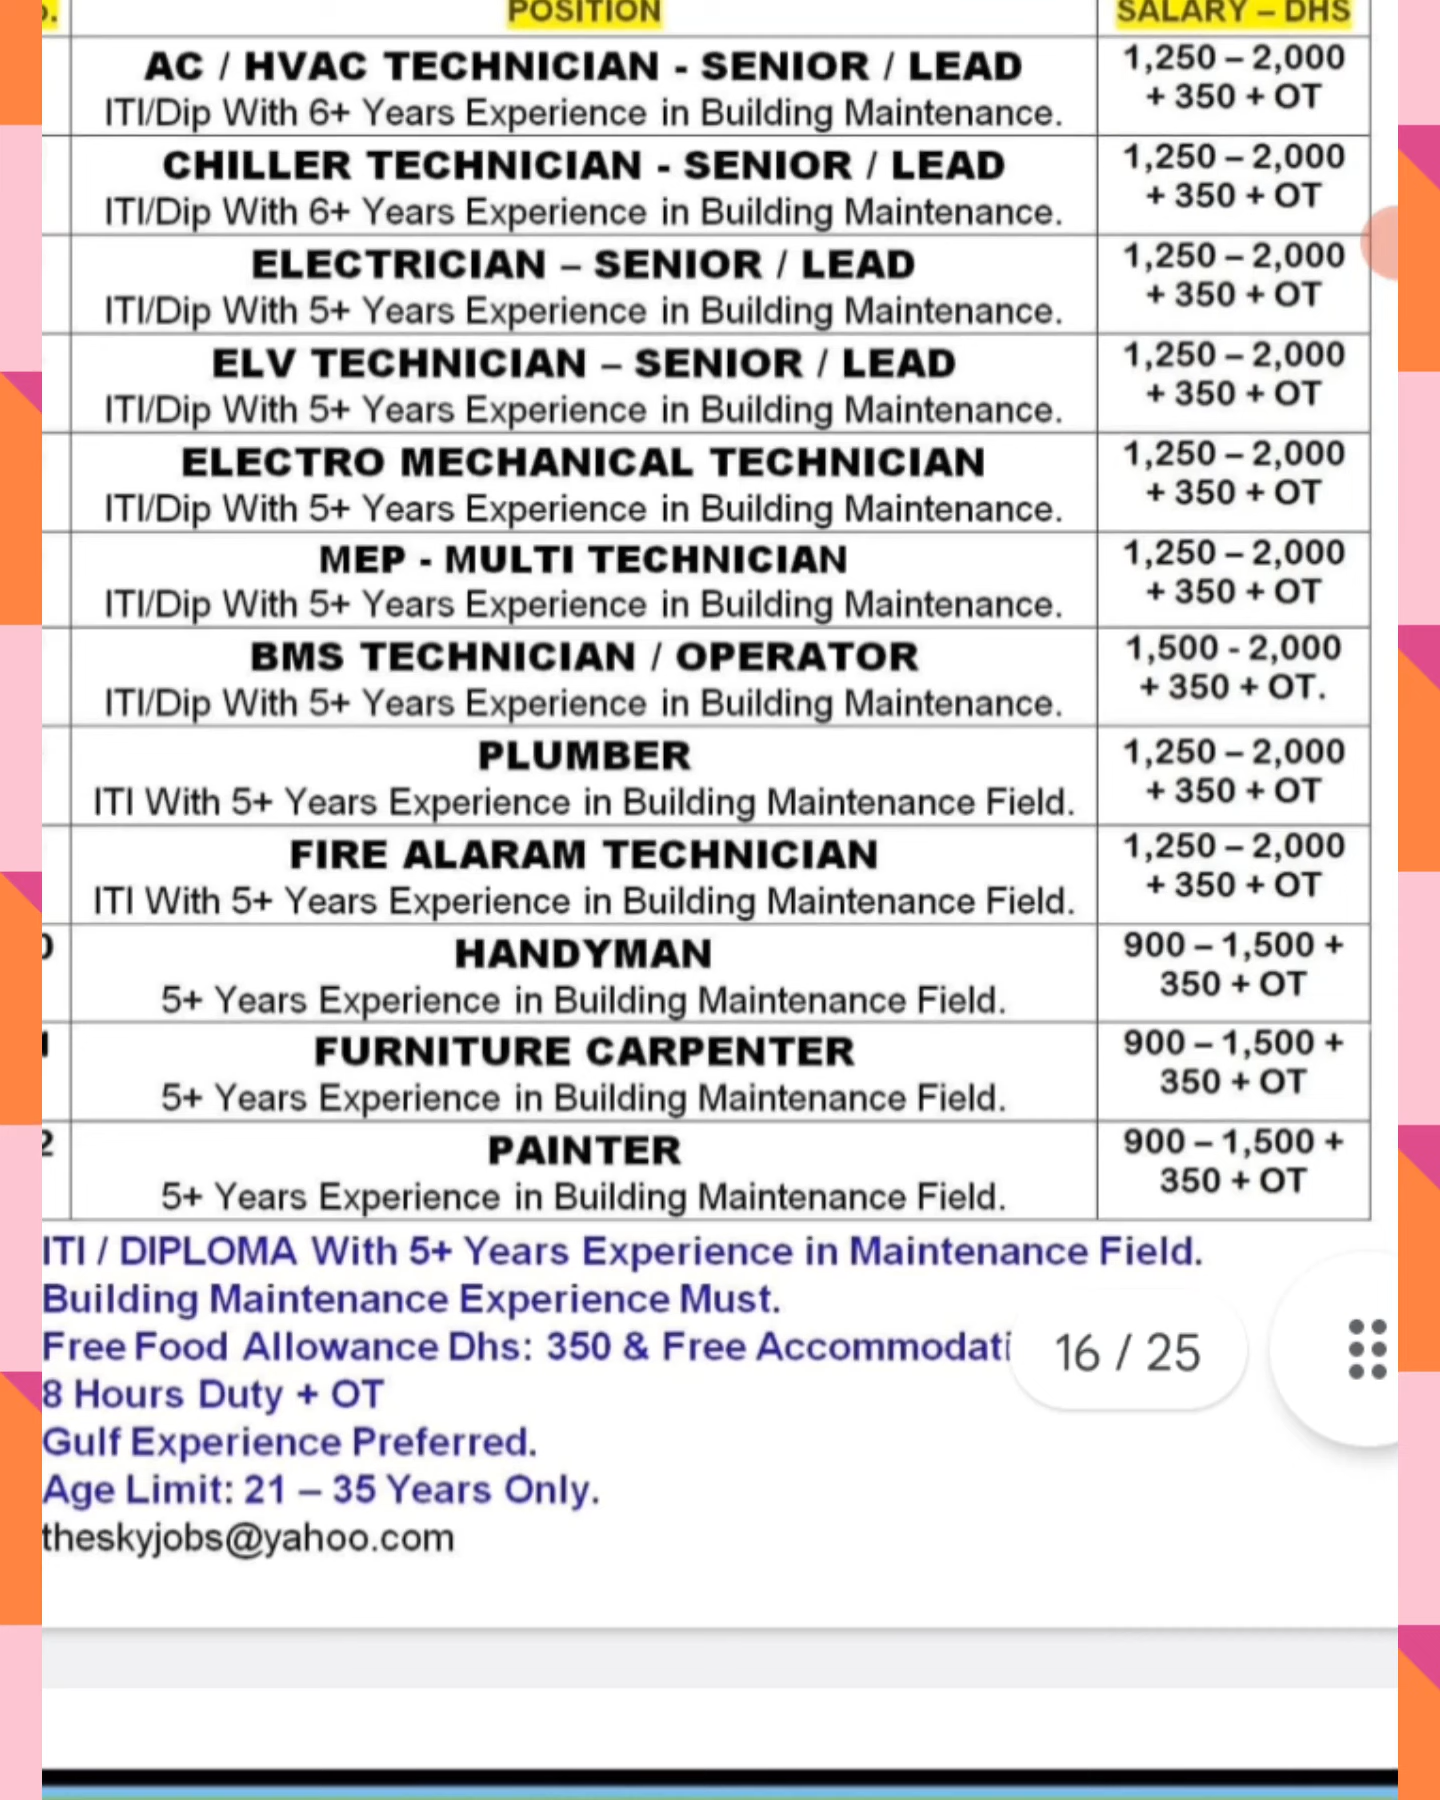 POSITION
SALARY – DHS
AC / HVAC TECHNICIAN - SENIOR / LEAD
ITI/Dip With 6+ Years Experience in Building Maintenance.
1,250 – 2,000
+ 350 + OT
CHILLER TECHNICIAN - SENIOR / LEAD
ITI/Dip With 6+ Years Experience in Building Maintenance.
1,250 – 2,000
+ 350 + OT
ELECTRICIAN – SENIOR / LEAD
ITI/Dip With 5+ Years Experience in Building Maintenance.
1,250 – 2,000
+ 350 + OT
ELV TECHNICIAN – SENIOR / LEAD
ITI/Dip With 5+ Years Experience in Building Maintenance.
1,250 – 2,000
+ 350 + OT
ELECTRO MECHANICAL TECHNICIAN
ITI/Dip With 5+ Years Experience in Building Maintenance.
1,250 – 2,000
+ 350 + OT
MEP - MULTI TECHNICIAN
ITI/Dip With 5+ Years Experience in Building Maintenance.
1,250 – 2,000
+ 350 + OT
BMS TECHNICIAN / OPERATOR
ITI/Dip With 5+ Years Experience in Building Maintenance.
1,500 - 2,000
+ 350 + OT.
PLUMBER
ITI With 5+ Years Experience in Building Maintenance Field.
1,250 – 2,000
+ 350 + OT
FIRE ALARAM TECHNICIAN
ITI With 5+ Years Experience in Building Maintenance Field.
1,250 – 2,000
+ 350 + OT
HANDYMAN
5+ Years Experience in Building Maintenance Field.
900 – 1,500 +
350 + OT
FURNITURE CARPENTER
5+ Years Experience in Building Maintenance Field.
900 – 1,500 +
350 + OT
2
PAINTER
5+ Years Experience in Building Maintenance Field.
900 – 1,500 +
350 + OT
ITI / DIPLOMA With 5+ Years Experience in Maintenance Field.
Building Maintenance Experience Must.
Free Food Allowance Dhs: 350 & Free Accommodati
16 / 25
8 Hours Duty + OT
Gulf Experience Preferred.
Age Limit: 21 – 35 Years Only.
theskyjobs@yahoo.com